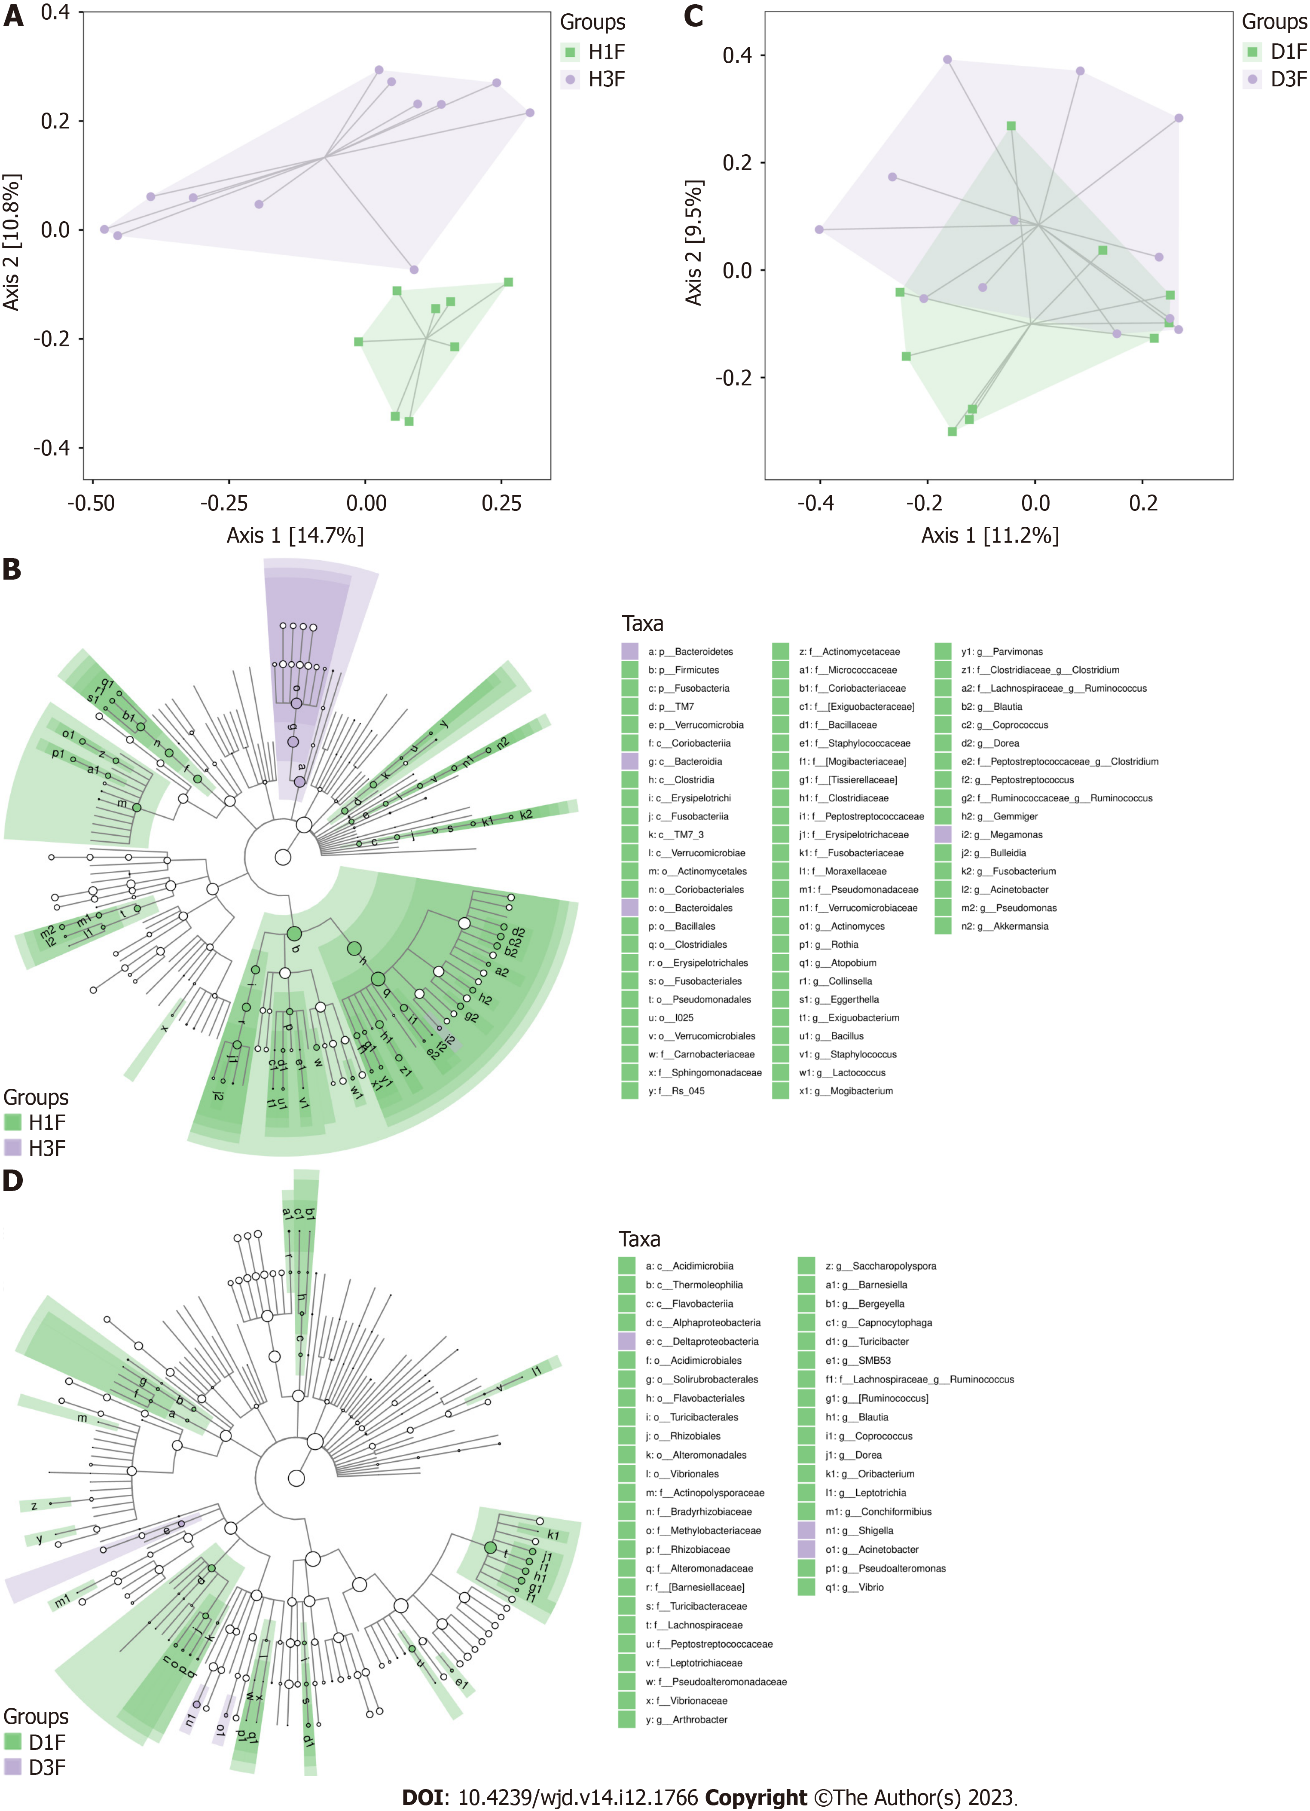 A
Groups
H1F
H3F
0.4
0.2
0.0
-0.2
-0.4
Axis 2 [10.8%]
-0.50
-0.25
0.00
0.25
Axis 1 [14.7%]
C
Groups
D1F
D3F
0.4
0.2
0.0
-0.2
Axis 2 [9.5%]
-0.4
-0.2
0.0
0.2
Axis 1 [11.2%]
B
Groups
H1F
H3F
Taxa
a: p__Bacteroidetes
b: p__Firmicutes
c: p__Fusobacteria
d: p__TM7
e: p__Verrucomicrobia
f: c__Coriobacteriia
g: c__Bacteroidia
h: c__Clostridia
i: c__Erysipelotrichi
j: c__Fusobacteriia
k: c__TM7_3
l: c__Verrucomicrobiae
m: o__Actinomycetales
n: o__Coriobacteriales
o: o__Bacteroidales
p: o__Bacillales
q: o__Clostridiales
r: o__Erysipelotrichales
s: o__Fusobacteriales
t: o__Pseudomonadales
u: o__I025
v: o__Verrucomicrobiales
w: f__Carnobacteriaceae
x: f__Sphingomonadaceae
y: f__Rs_045
z: f__Actinomycetaceae
a1: f__Micrococcaceae
b1: f__Coriobacteriaceae
c1: f__[Exiguobacteraceae]
d1: f__Bacillaceae
e1: f__Staphylococcaceae
f1: f__[Mogibacteriaceae]
g1: f__[Tissierellaceae]
h1: f__Clostridiaceae
i1: f__Peptostreptococcaceae
j1: f__Erysipelotrichaceae
k1: f__Fusobacteriaceae
l1: f__Moraxellaceae
m1: f__Pseudomonadaceae
n1: f__Verrucomicrobiaceae
o1: g__Actinomyces
p1: g__Rothia
q1: g__Atopobium
r1: g__Collinsella
s1: g__Eggerthella
t1: g__Exiguobacterium
u1: g__Bacillus
v1: g__Staphylococcus
w1: g__Lactococcus
x1: g__Mogibacterium
y1: g__Parvimonas
z1: f__Clostridiaceae_g__Clostridium
a2: f__Lachnospiraceae_g__Ruminococcus
b2: g__Blautia
c2: g__Coprococcus
d2: g__Dorea
e2: f__Peptostreptococcaceae_g__Clostridium
f2: g__Peptostreptococcus
g2: f__Ruminococcaceae_g__Ruminococcus
h2: g__Gemmiger
i2: g__Megamonas
j2: g__Bulleidia
k2: g__Fusobacterium
l2: g__Acinetobacter
m2: g__Pseudomonas
n2: g__Akkermansia
D
Groups
D1F
D3F
Taxa
a: c__Acidimicrobiia
b: c__Thermoleophilia
c: c__Flavobacteriia
d: c__Alphaproteobacteria
e: c__Deltaproteobacteria
f: o__Acidimicrobiales
g: o__Solirubrobacterales
h: o__Flavobacteriales
i: o__Turicibacterales
j: o__Rhizobiales
k: o__Alteromonadales
l: o__Vibrionales
m: f__Actinopolysporaceae
n: f__Bradyrhizobiaceae
o: f__Methylobacteriaceae
p: f__Rhizobiaceae
q: f__Alteromonadaceae
r: f__[Barnesiellaceae]
s: f__Turicibacteraceae
t: f__Lachnospiraceae
u: f__Peptostreptococcaceae
v: f__Leptotrichiaceae
w: f__Pseudoalteromonadaceae
x: f__Vibrionaceae
y: g__Arthrobacter
z: g__Saccharopolyspora
a1: g__Barnesiella
b1: g__Bergeyella
c1: g__Capnocytophaga
d1: g__Turicibacter
e1: g__SMB53
f1: f__Lachnospiraceae_g__Ruminococcus
g1: g__[Ruminococcus]
h1: g__Blautia
i1: g__Coprococcus
j1: g__Dorea
k1: g__Oribacterium
l1: g__Leptotrichia
m1: g__Conchiformibius
n1: g__Shigella
o1: g__Acinetobacter
p1: g__Pseudoalteromonas
q1: g__Vibrio
DOI: 10.4239/wjd.v14.i12.1766 Copyright ©The Author(s) 2023.